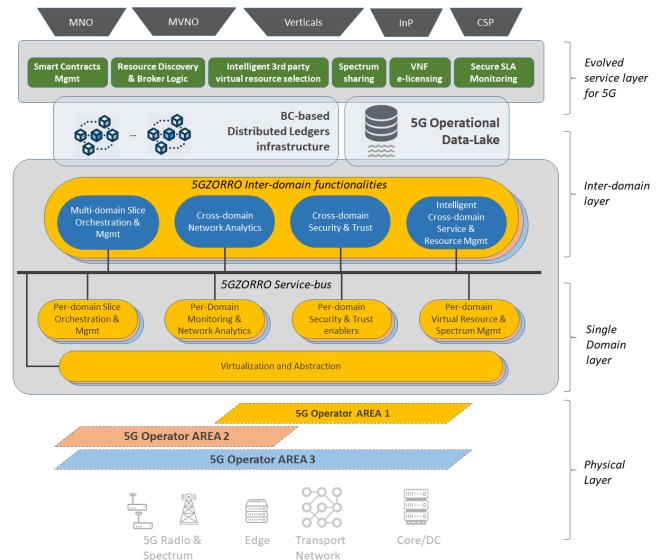 MNO
MVNO
Verticals
InP
CSP
Smart Contracts
Mgmt
Resource Discovery
& Broker Logic
Intelligent 3rd party
virtual resource selection
Spectrum
sharing
VNF
e-licensing
Secure SLA
Monitoring
Evolved
service layer
for 5G
...
BC-based
Distributed Ledgers
infrastructure
5G Operational
Data-Lake
5GZORRO Inter-domain functionalities
Multi-domain Slice
Orchestration &
Mgmt
Cross-domain
Network Analytics
Cross-domain
Security & Trust
Intelligent
Cross-domain
Service &
Resource Mgmt
Inter-domain
layer
5GZORRO Service-bus
Per-domain Slice
Orchestration &
Mgmt
Per-Domain
Monitoring &
Network Analytics
Per-domain
Security & Trust
enablers
Per-domain
Virtual Resource &
Spectrum Mgmt
Virtualization and Abstraction
Single
Domain
layer
5G Operator AREA 1
5G Operator AREA 2
5G Operator AREA 3
Physical
Layer
5G Radio &
Spectrum
Edge
Transport
Network
Core/DC